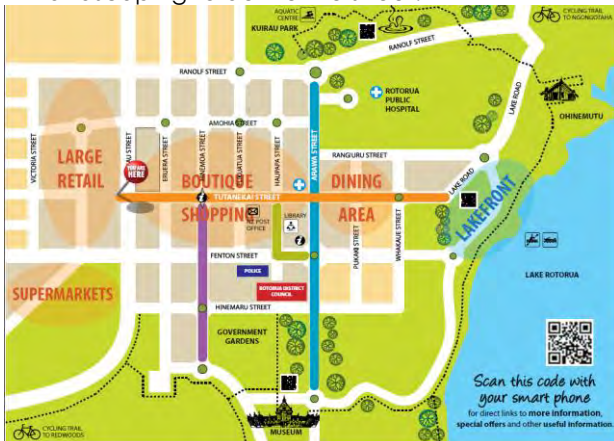 AQUATIC
CENTRE
KUIRAU PARK
CYCLING TRAIL
TO NGONGOTAHA
RANOLF STREET
RANOLF STREET
ROTORUA
PUBLIC
HOSPITAL
LAKE ROAD
OHINEMUTU
AMOHIA STREET
VICTORIA STREET
ERUERA STREET
HAUPAPA STREET
ARAWA STREET
RANGIURU STREET
LARGE
RETAIL
YOU ARE
HERE
BOUTIQUE
SHOPPING
DINING
AREA
LAKE ROAD
LAKEFRONT
TUTANEKAI STREET
NZ POST
OFFICE
LIBRARY
PUKAKI STREET
WHAKAUE STREET
FENTON STREET
POLICE
ROTORUA DISTRICT
COUNCIL
LAKE ROTORUA
SUPERMARKETS
HINEMARU STREET
GOVERNMENT
GARDENS
MUSEUM
CYCLING TRAIL
TO REDWOODS
Scan this code with
your smart phone
for direct links to more information,
special offers and other useful information